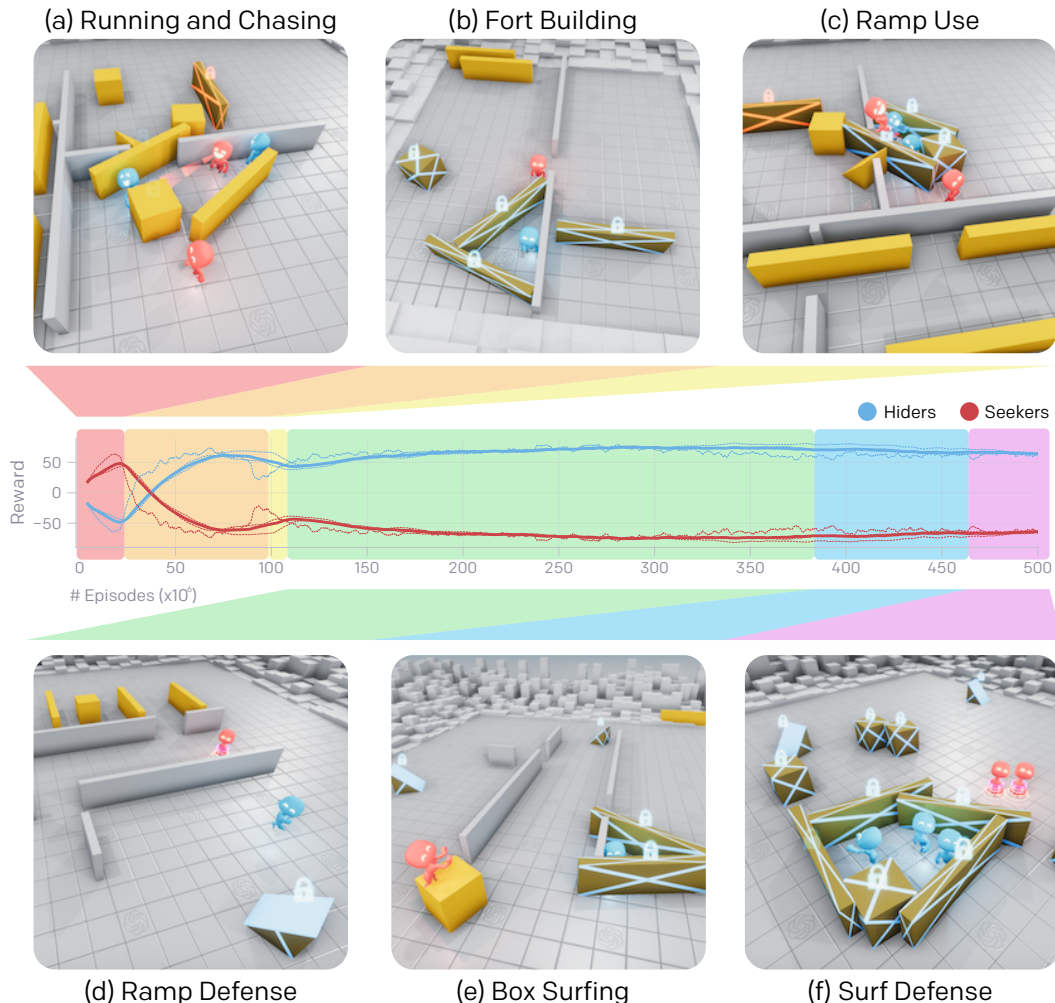 (a) Running and Chasing
(b) Fort Building
(c) Ramp Use
Hiders
Seekers
Reward
50
0
−50
0
50
100
150
200
250
300
350
400
450
500
# Episodes (x10⁶)
(d) Ramp Defense
(e) Box Surfing
(f) Surf Defense